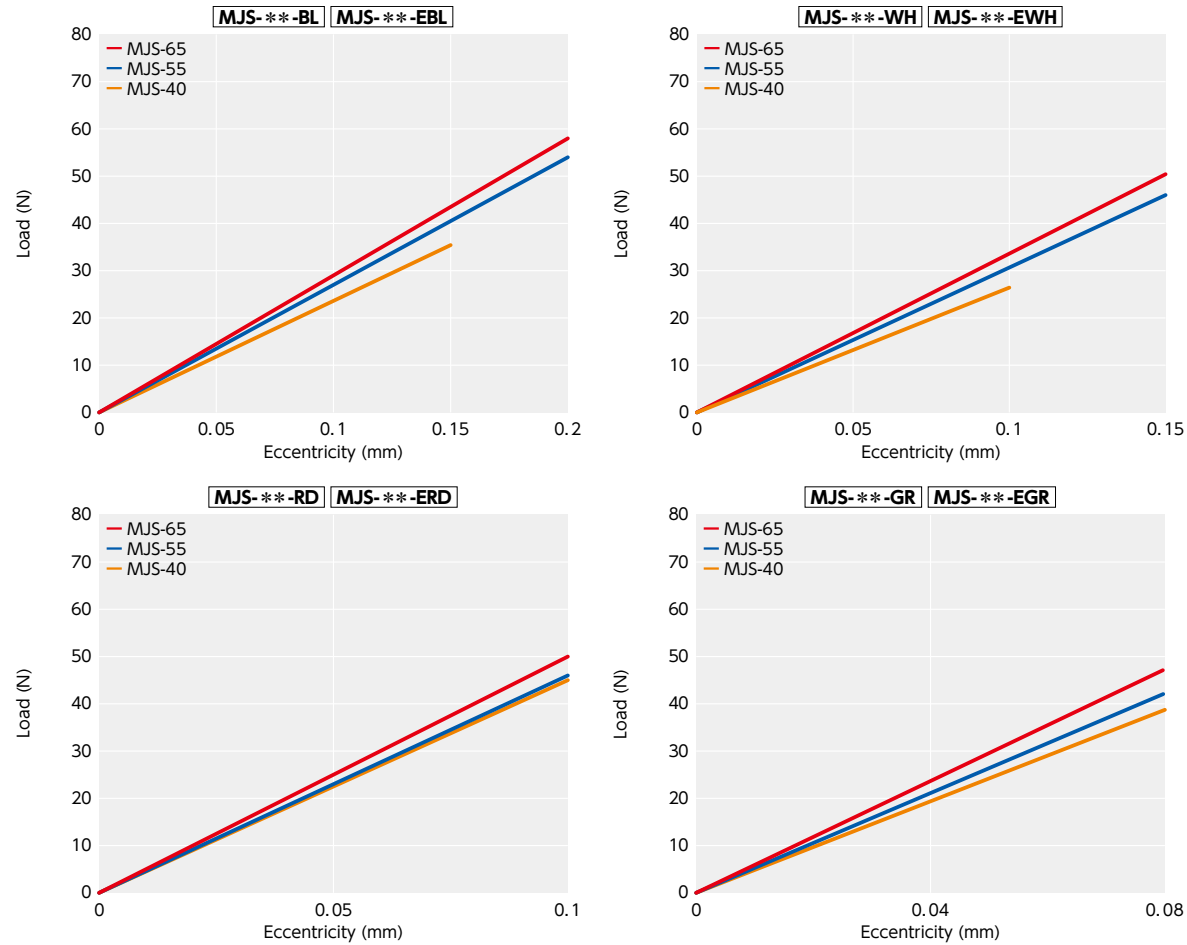 MJS-**-BL MJS-**-EBL
80
70
60
50
40
30
20
10
0
Load (N)
MJS-65
MJS-55
MJS-40
0 0.05 0.1 0.15 0.2
Eccentricity (mm)
MJS-**-WH MJS-**-EWH
80
70
60
50
40
30
20
10
0
Load (N)
MJS-65
MJS-55
MJS-40
0 0.05 0.1 0.15
Eccentricity (mm)
MJS-**-RD MJS-**-ERD
80
70
60
50
40
30
20
10
0
Load (N)
MJS-65
MJS-55
MJS-40
0 0.05 0.1
Eccentricity (mm)
MJS-**-GR MJS-**-EGR
80
70
60
50
40
30
20
10
0
Load (N)
MJS-65
MJS-55
MJS-40
0 0.04 0.08
Eccentricity (mm)